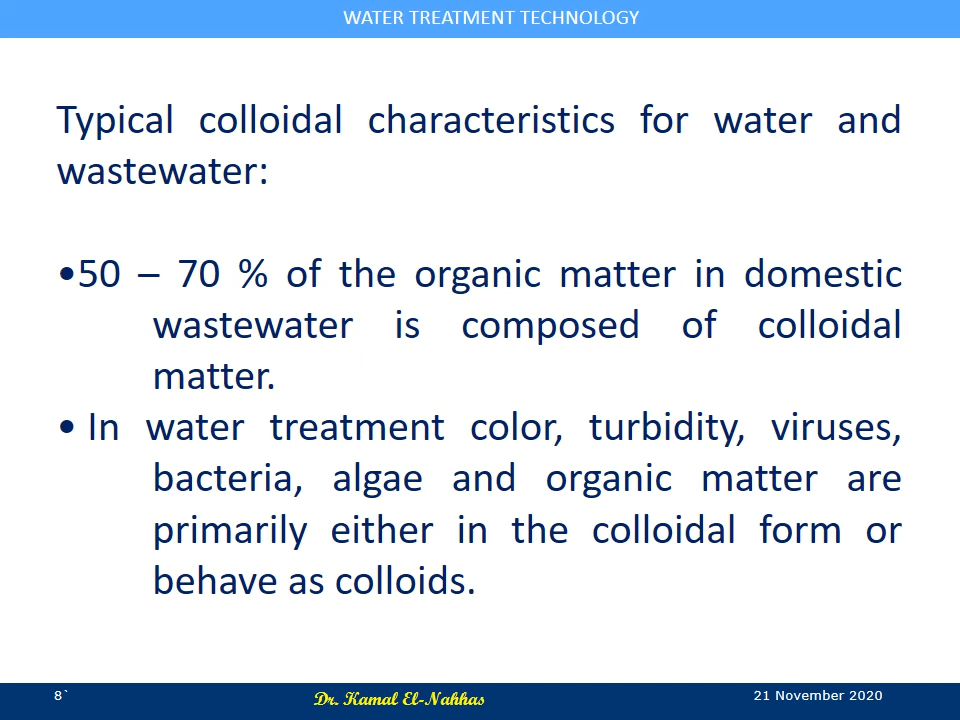 WATER TREATMENT TECHNOLOGY
Typical colloidal characteristics for water and
wastewater:
•50 – 70 % of the organic matter in domestic
wastewater is composed of colloidal
matter.
• In water treatment color, turbidity, viruses,
bacteria, algae and organic matter are
primarily either in the colloidal form or
behave as colloids.
8`
Dr. Kamal El-Nahhas
21 November 2020